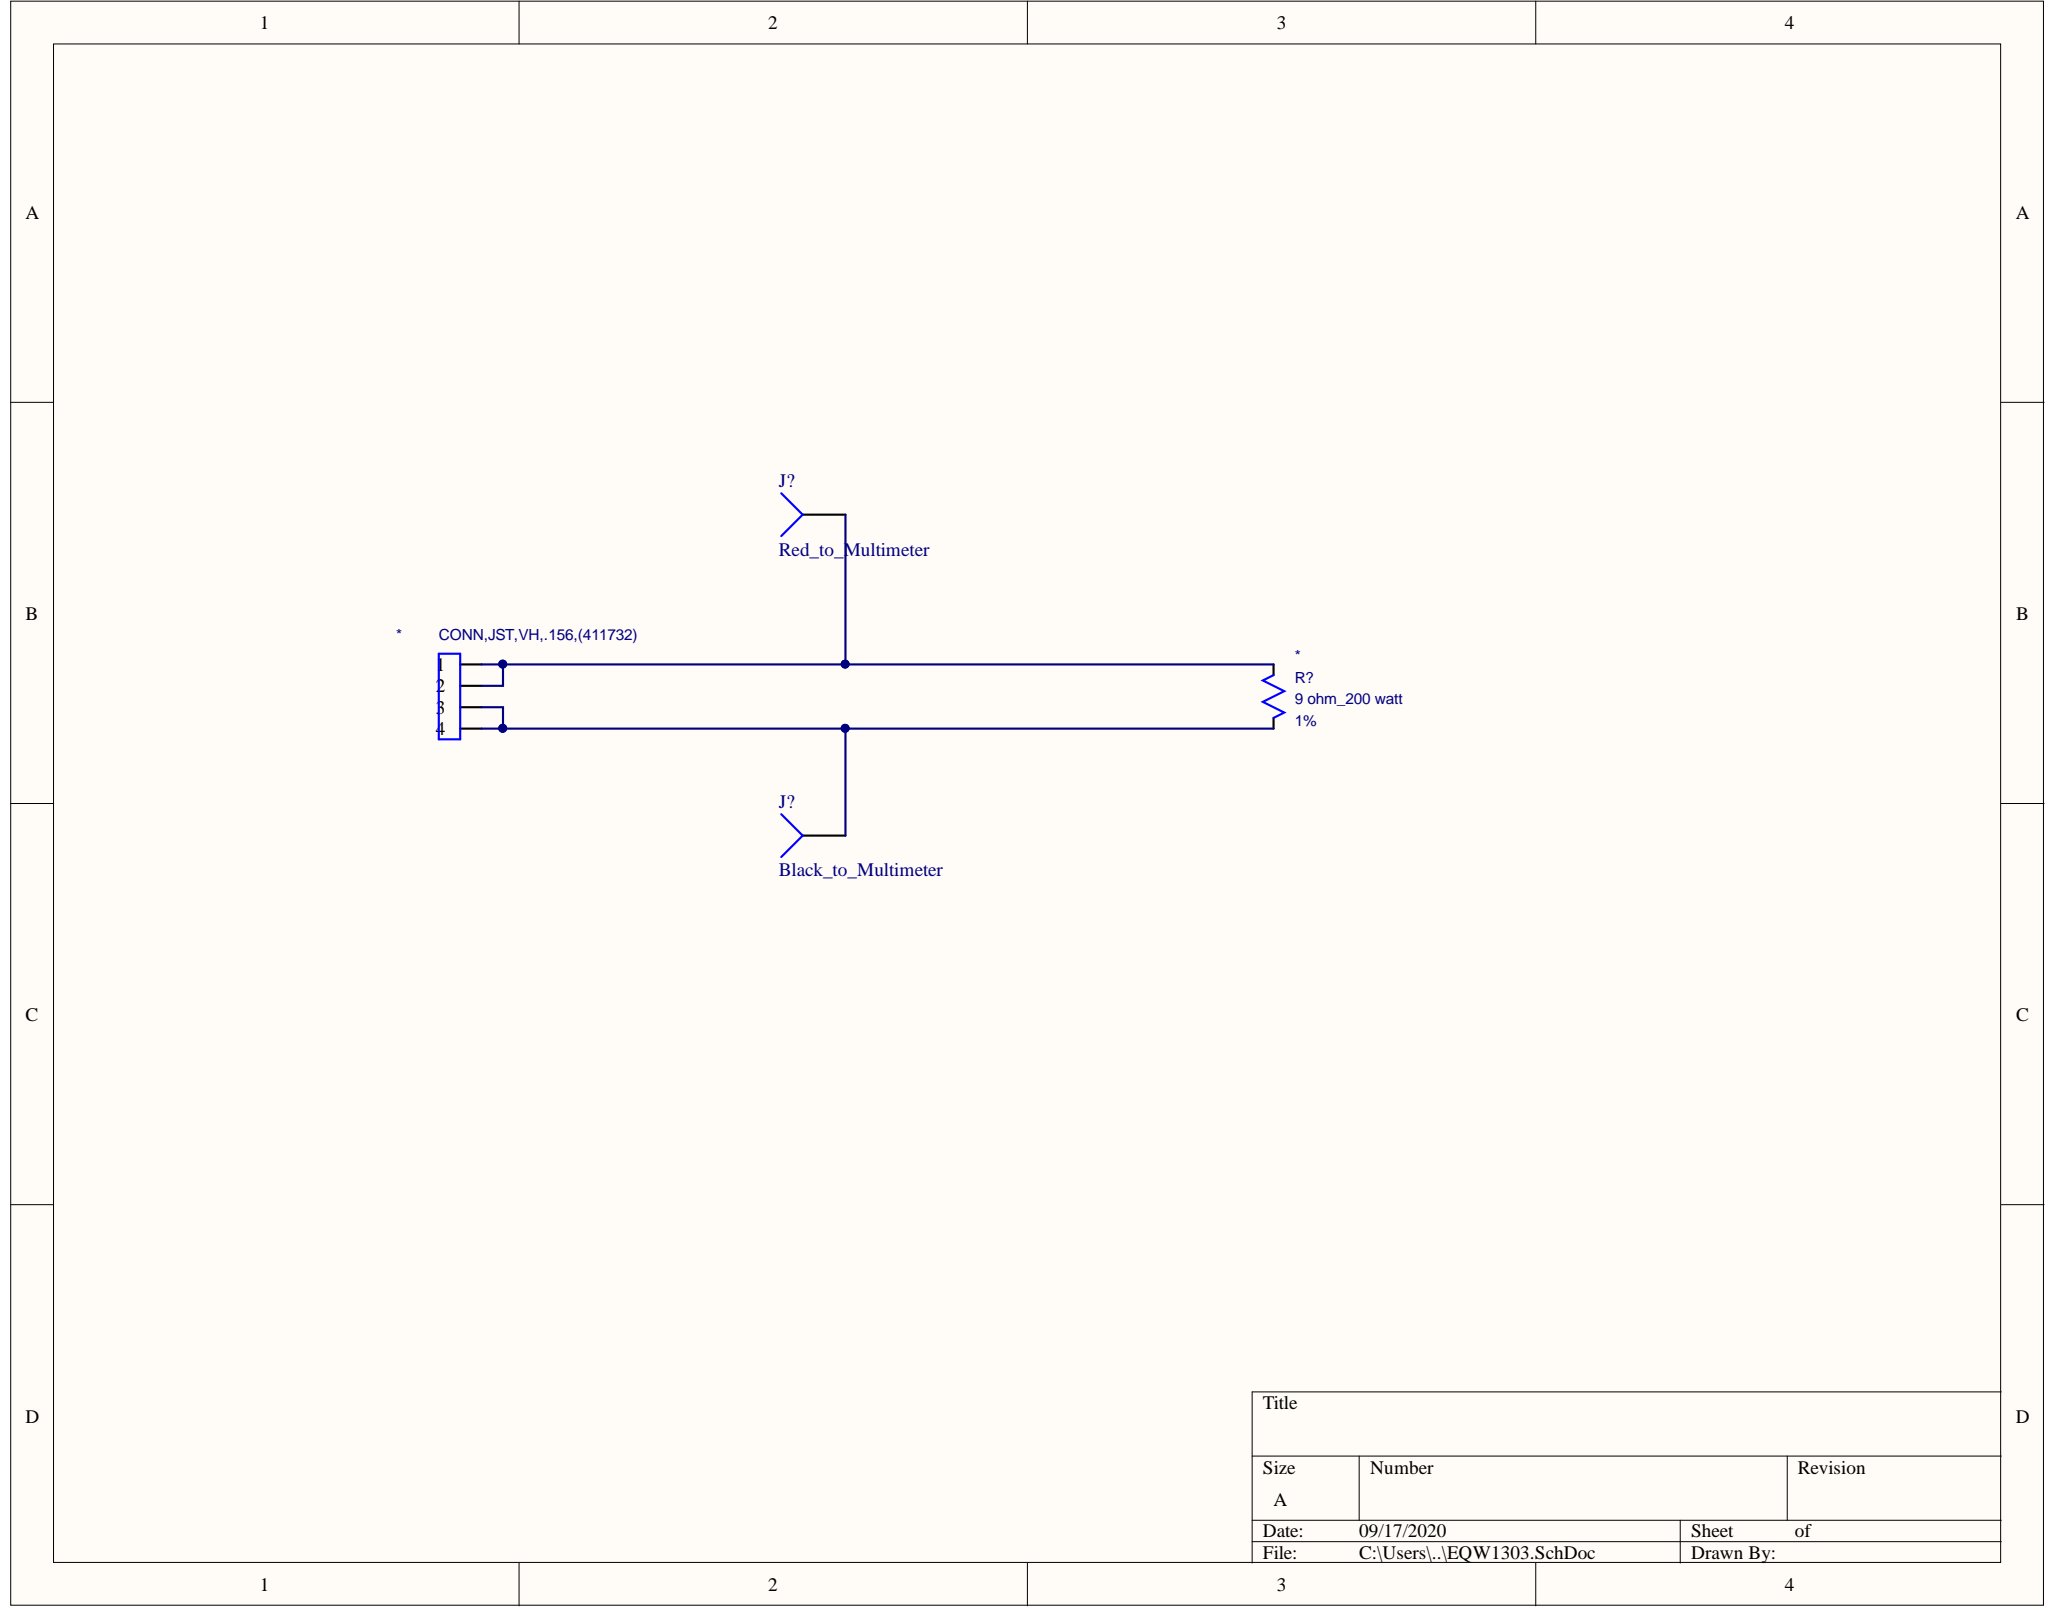 1 2 3 4
A A
J?
Red_to_Multimeter
B B
* CONN,JST,VH,.156,(411732)
1
2
3
4
*
R?
9 ohm_200 watt
1%
J?
Black_to_Multimeter
C C
D D
Title
Size Number Revision
A
Date: 09/17/2020 Sheet of
File: C:\Users\..\EQW1303.SchDoc Drawn By:
1 2 3 4